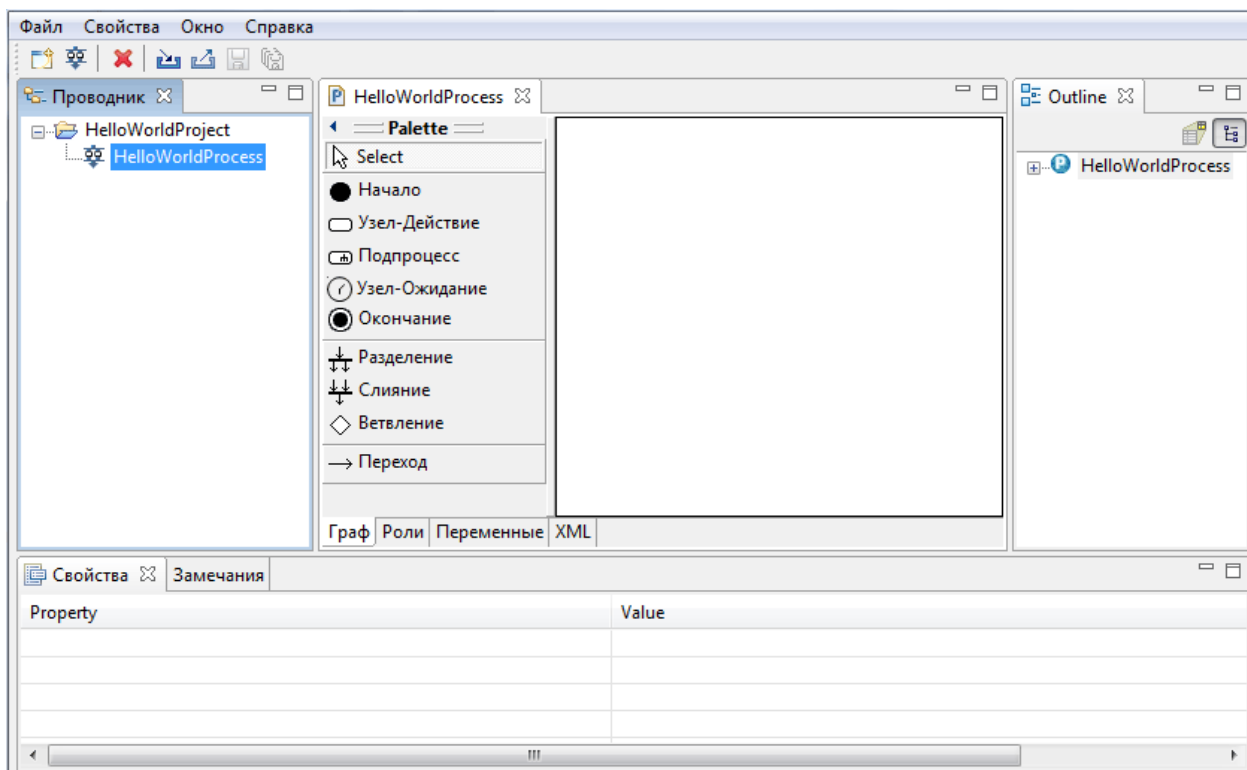 Файл Свойства Окно Справка
Проводник
HelloWorldProject
HelloWorldProcess
HelloWorldProcess
Palette
Select
Начало
Узел-Действие
Подпроцесс
Узел-Ожидание
Окончание
Разделение
Слияние
Ветвление
Переход
Граф Роли Переменные XML
Outline
HelloWorldProcess
Свойства Замечания
Property Value